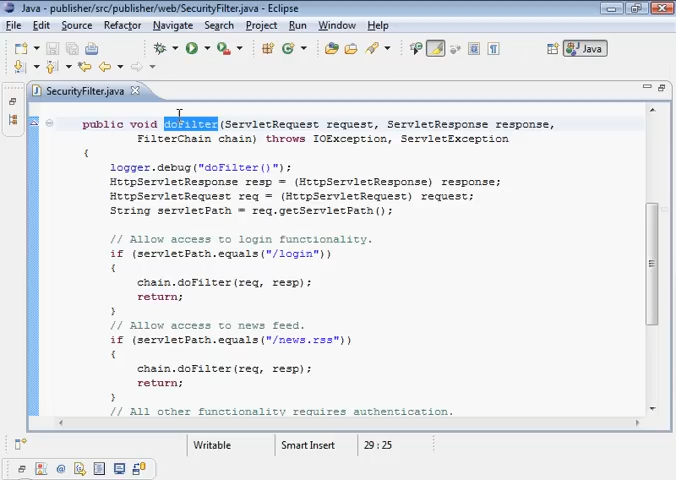 Java - publisher/src/publisher/web/SecurityFilter.java - Eclipse
File Edit Source Refactor Navigate Search Project Run Window Help
Java
SecurityFilter.java
public void doFilter(ServletRequest request, ServletResponse response,
FilterChain chain) throws IOException, ServletException
{
logger.debug("doFilter()");
HttpServletResponse resp = (HttpServletResponse) response;
HttpServletRequest req = (HttpServletRequest) request;
String servletPath = req.getServletPath();
// Allow access to login functionality.
if (servletPath.equals("/login"))
{
chain.doFilter(req, resp);
return;
}
// Allow access to news feed.
if (servletPath.equals("/news.rss"))
{
chain.doFilter(req, resp);
return;
}
// All other functionality requires authentication.
Writable Smart Insert 29 : 25